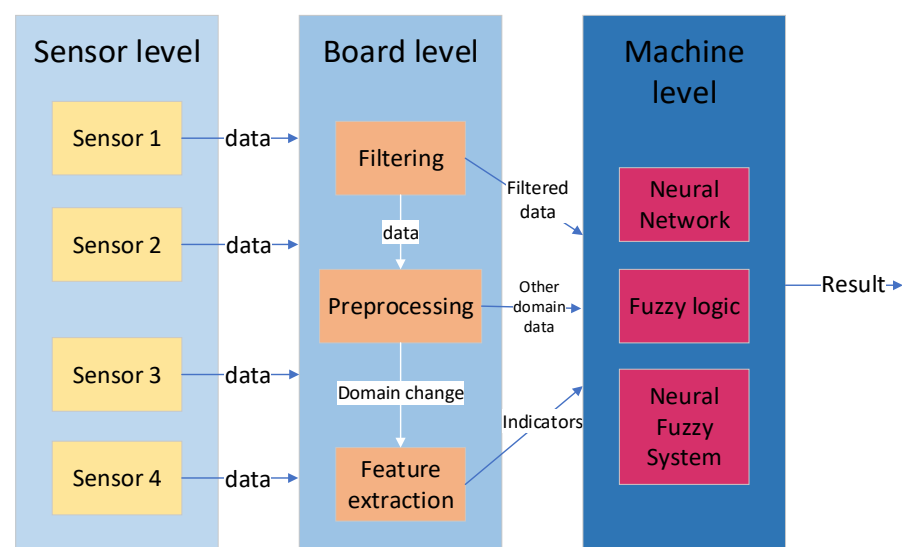 Sensor level
Sensor 1
Sensor 2
Sensor 3
Sensor 4
data
data
data
data
Board level
Filtering
data
Preprocessing
Domain change
Feature
extraction
Filtered
data
Other
domain
data
Indicators
Machine
level
Neural
Network
Fuzzy logic
Neural
Fuzzy
System
Result